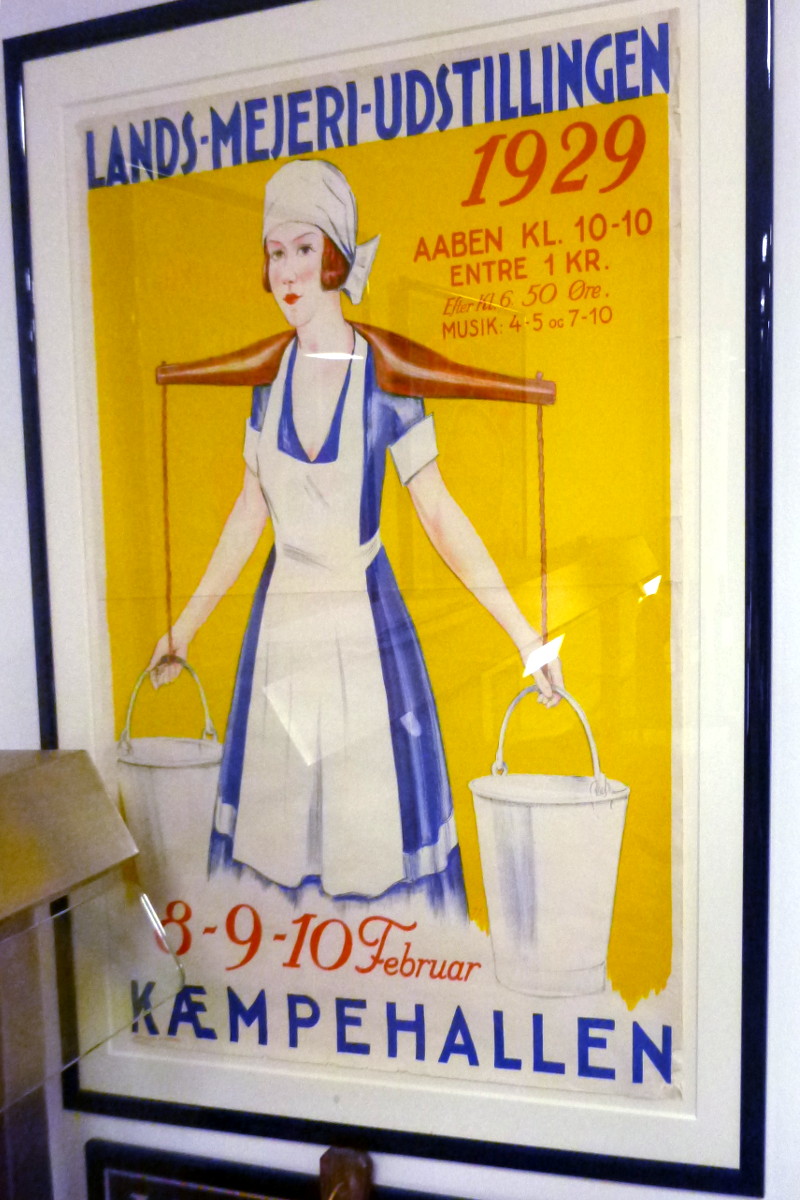 LANDS-MEJERI-UDSTILLINGEN
1929
AABEN KL. 10-10
ENTRE 1 KR.
Efter Kl. 6. 50 Øre.
MUSIK: 4-5 OG 7-10
8-9-10 Februar
KÆMPEHALLEN